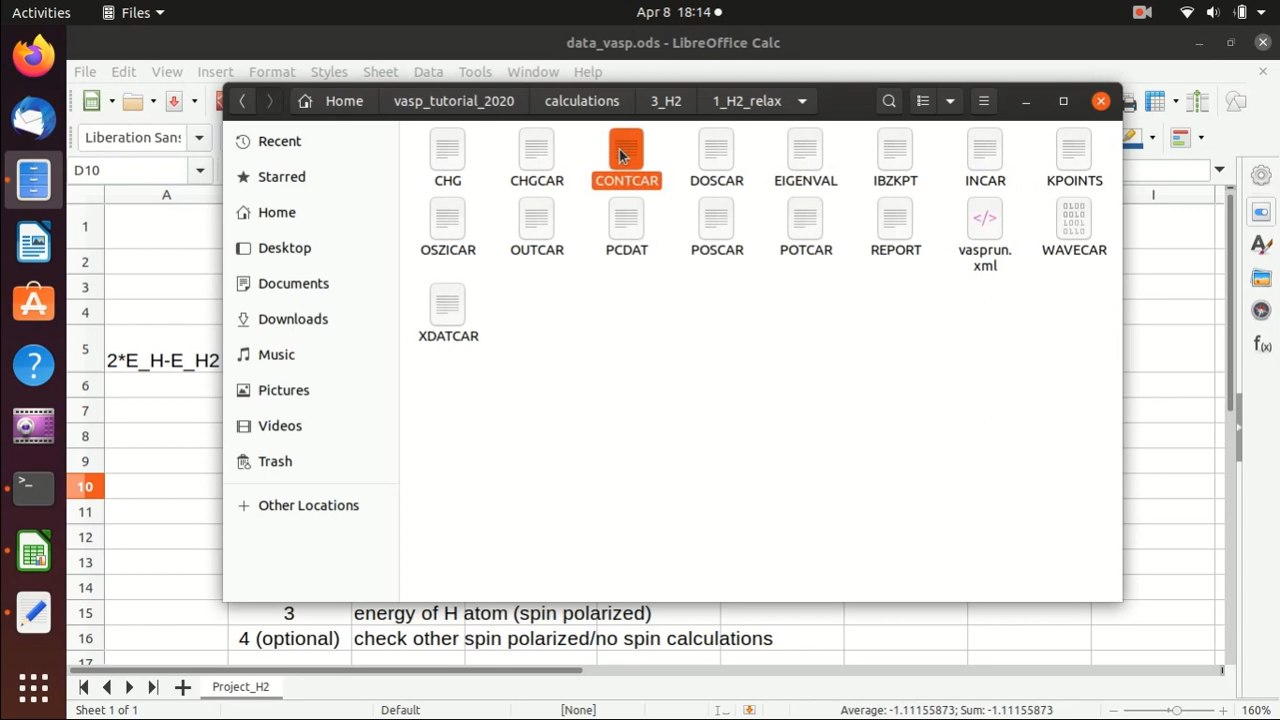 Activities Files Apr 8 18:14
data_vasp.ods - LibreOffice Calc
File Edit View Insert Format Styles Sheet Data Tools Window Help
Home vasp_tutorial_2020 calculations 3_H2 1_H2_relax
Liberation Sans
D10
A
I
1
2
3
4
5
2*E_H-E_H2
6
7
8
9
10
11
12
13
14
15
3 energy of H atom (spin polarized)
16
4 (optional) check other spin polarized/no spin calculations
17
Recent
Starred
Home
Desktop
Documents
Downloads
Music
Pictures
Videos
Trash
Other Locations
CHG CHGCAR CONTCAR DOSCAR EIGENVAL IBZKPT INCAR KPOINTS
OSZICAR OUTCAR PCDAT POSCAR POTCAR REPORT vasprun. WAVECAR
xml
XDATCAR
Project_H2
Sheet 1 of 1 Default [None] Average: -1.11155873; Sum: -1.11155873 160%